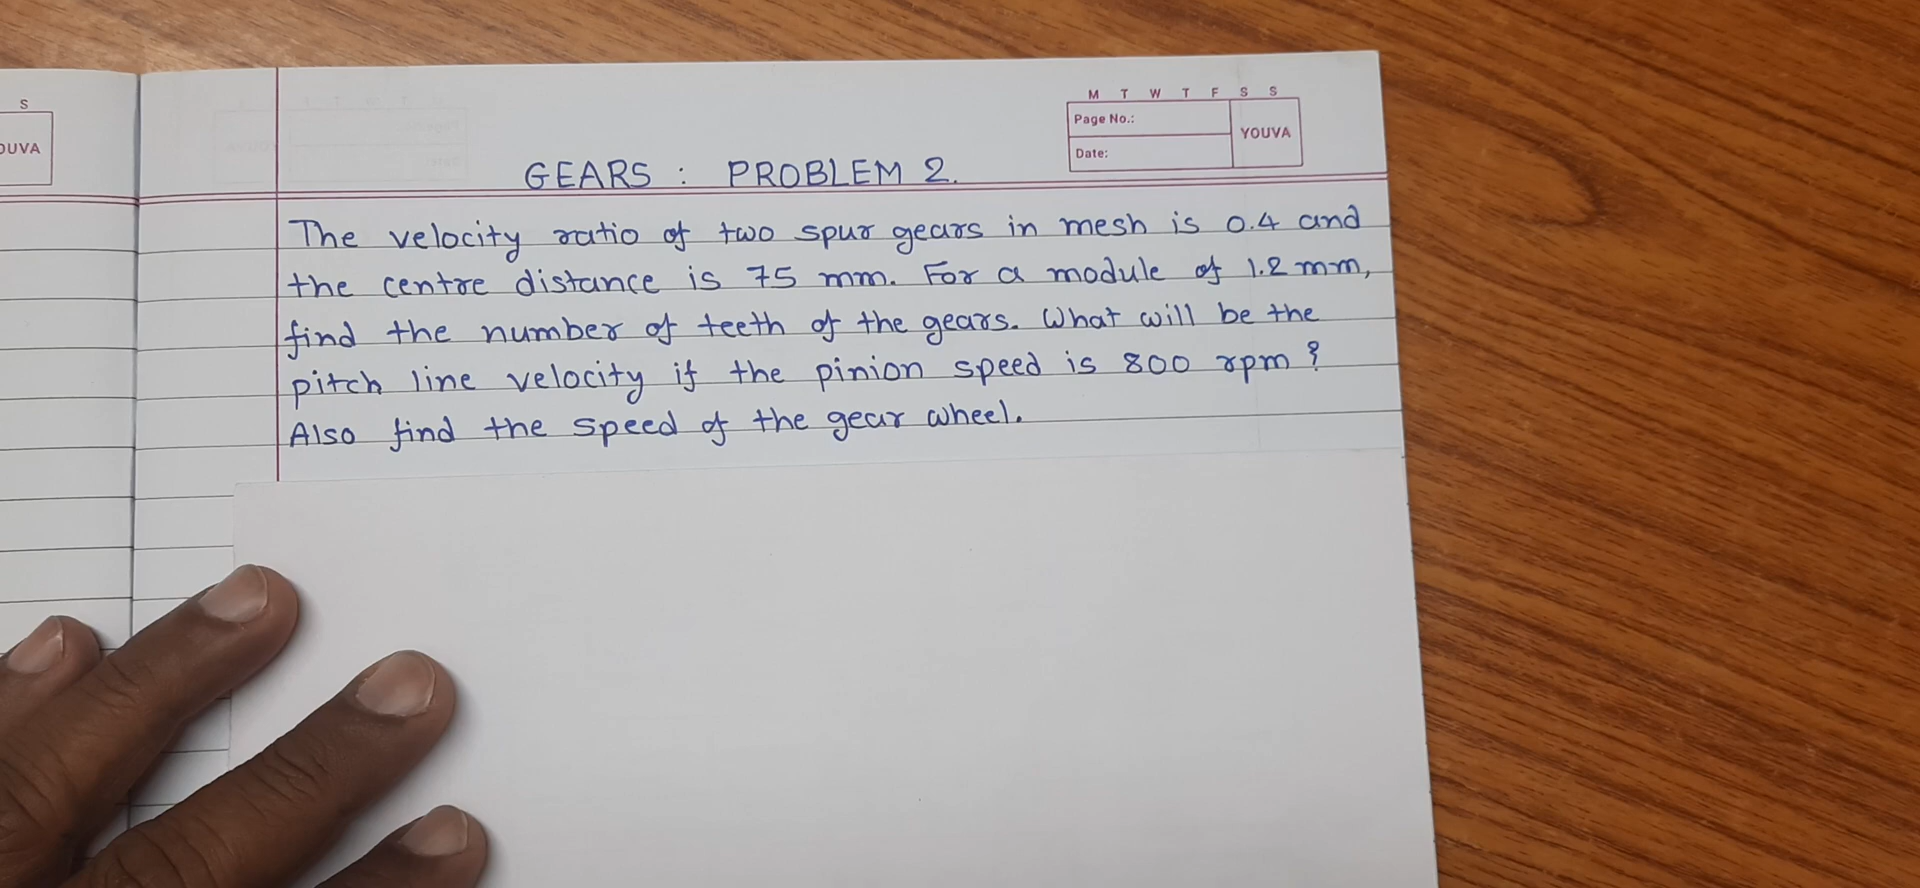 S
OUVA
M T W T F S S
Page No.:
YOUVA
Date:
GEARS : PROBLEM 2.
The velocity ratio of two spur gears in mesh is 0.4 and
the centre distance is 75 mm. For a module of 1.2 mm,
find the number of teeth of the gears. What will be the
pitch line velocity if the pinion speed is 800 rpm ?
Also find the speed of the gear wheel.